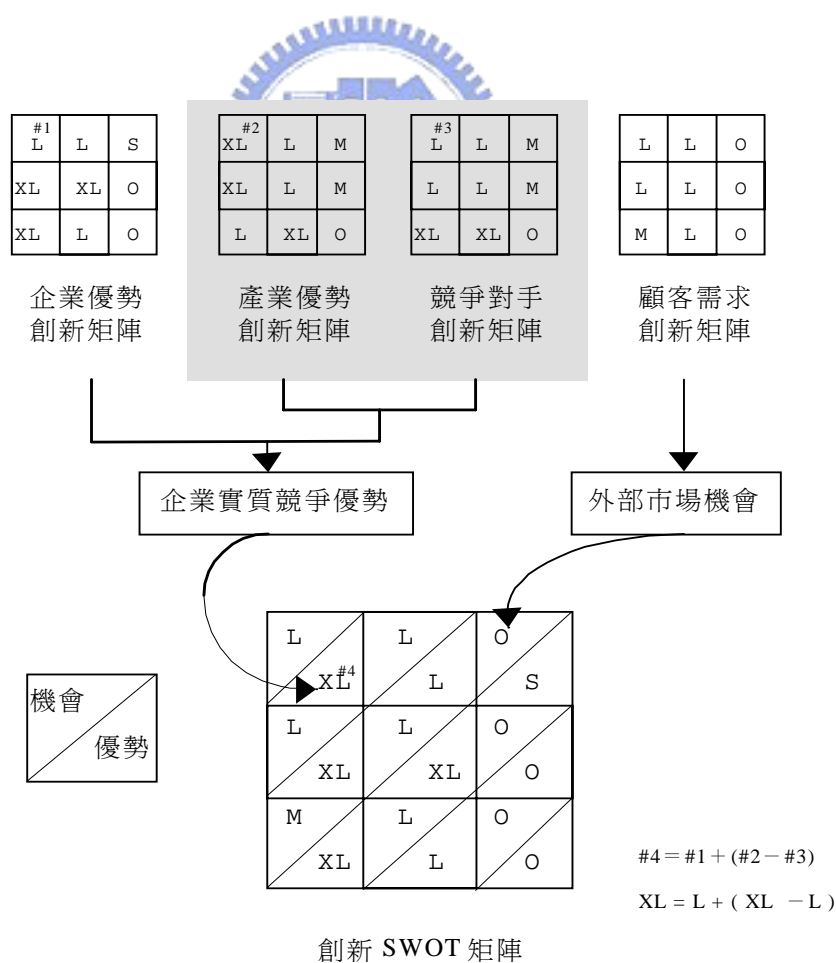 #1 #2 #3
L L S XL L M L L M L L O
XL XL O XL L M L L M L L O
XL L O L XL O XL XL O M L O
企業優勢 產業優勢 競爭對手 顧客需求
創新矩陣 創新矩陣 創新矩陣 創新矩陣
企業實質競爭優勢 外部市場機會
L L O
XL #4 L S
機會
優勢
L L O
XL XL O
M L O
XL L O
#4＝#1＋(#2－#3)
XL = L + ( XL －L )
創新 SWOT 矩陣